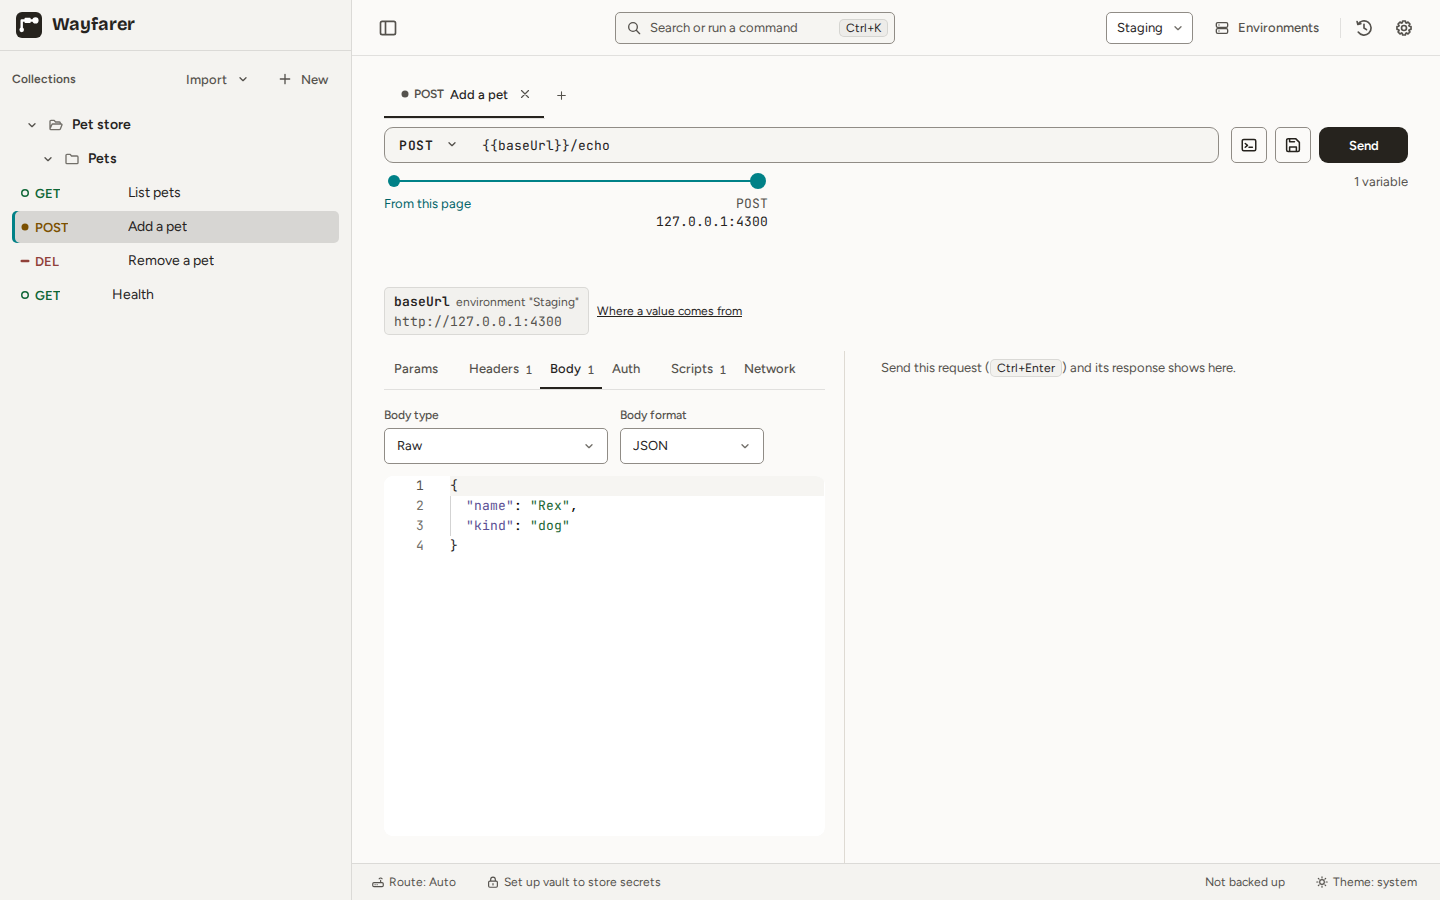 Wayfarer
Search or run a command Ctrl+K
Staging
Environments
Collections
Import
New
Pet store
Pets
GET List pets
POST Add a pet
DEL Remove a pet
GET Health
POST Add a pet
POST {{baseUrl}}/echo
Send
From this page
POST
127.0.0.1:4300
1 variable
baseUrl environment "Staging"
http://127.0.0.1:4300
Where a value comes from
Params Headers 1 Body 1 Auth Scripts 1 Network
Body type
Body format
Raw
JSON
1 {
2 "name": "Rex",
3 "kind": "dog"
4 }
Send this request (Ctrl+Enter) and its response shows here.
Route: Auto
Set up vault to store secrets
Not backed up
Theme: system